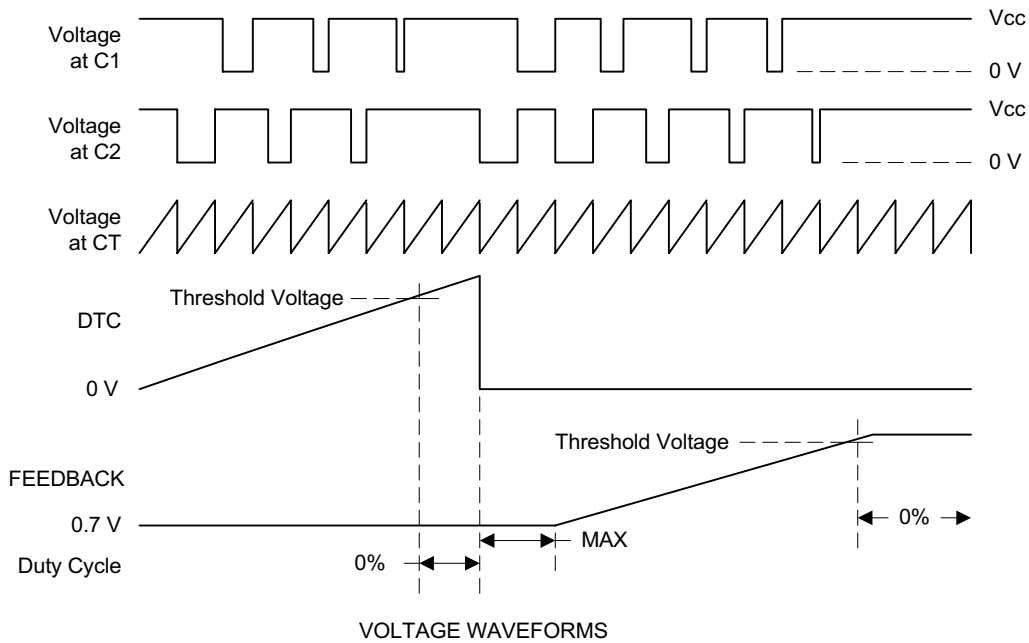 Voltage
at C1
Vcc
0 V
Voltage
at C2
Vcc
0 V
Voltage
at CT
Threshold Voltage
DTC
0 V
Threshold Voltage
FEEDBACK
0.7 V
0%
MAX
Duty Cycle
0%
VOLTAGE WAVEFORMS